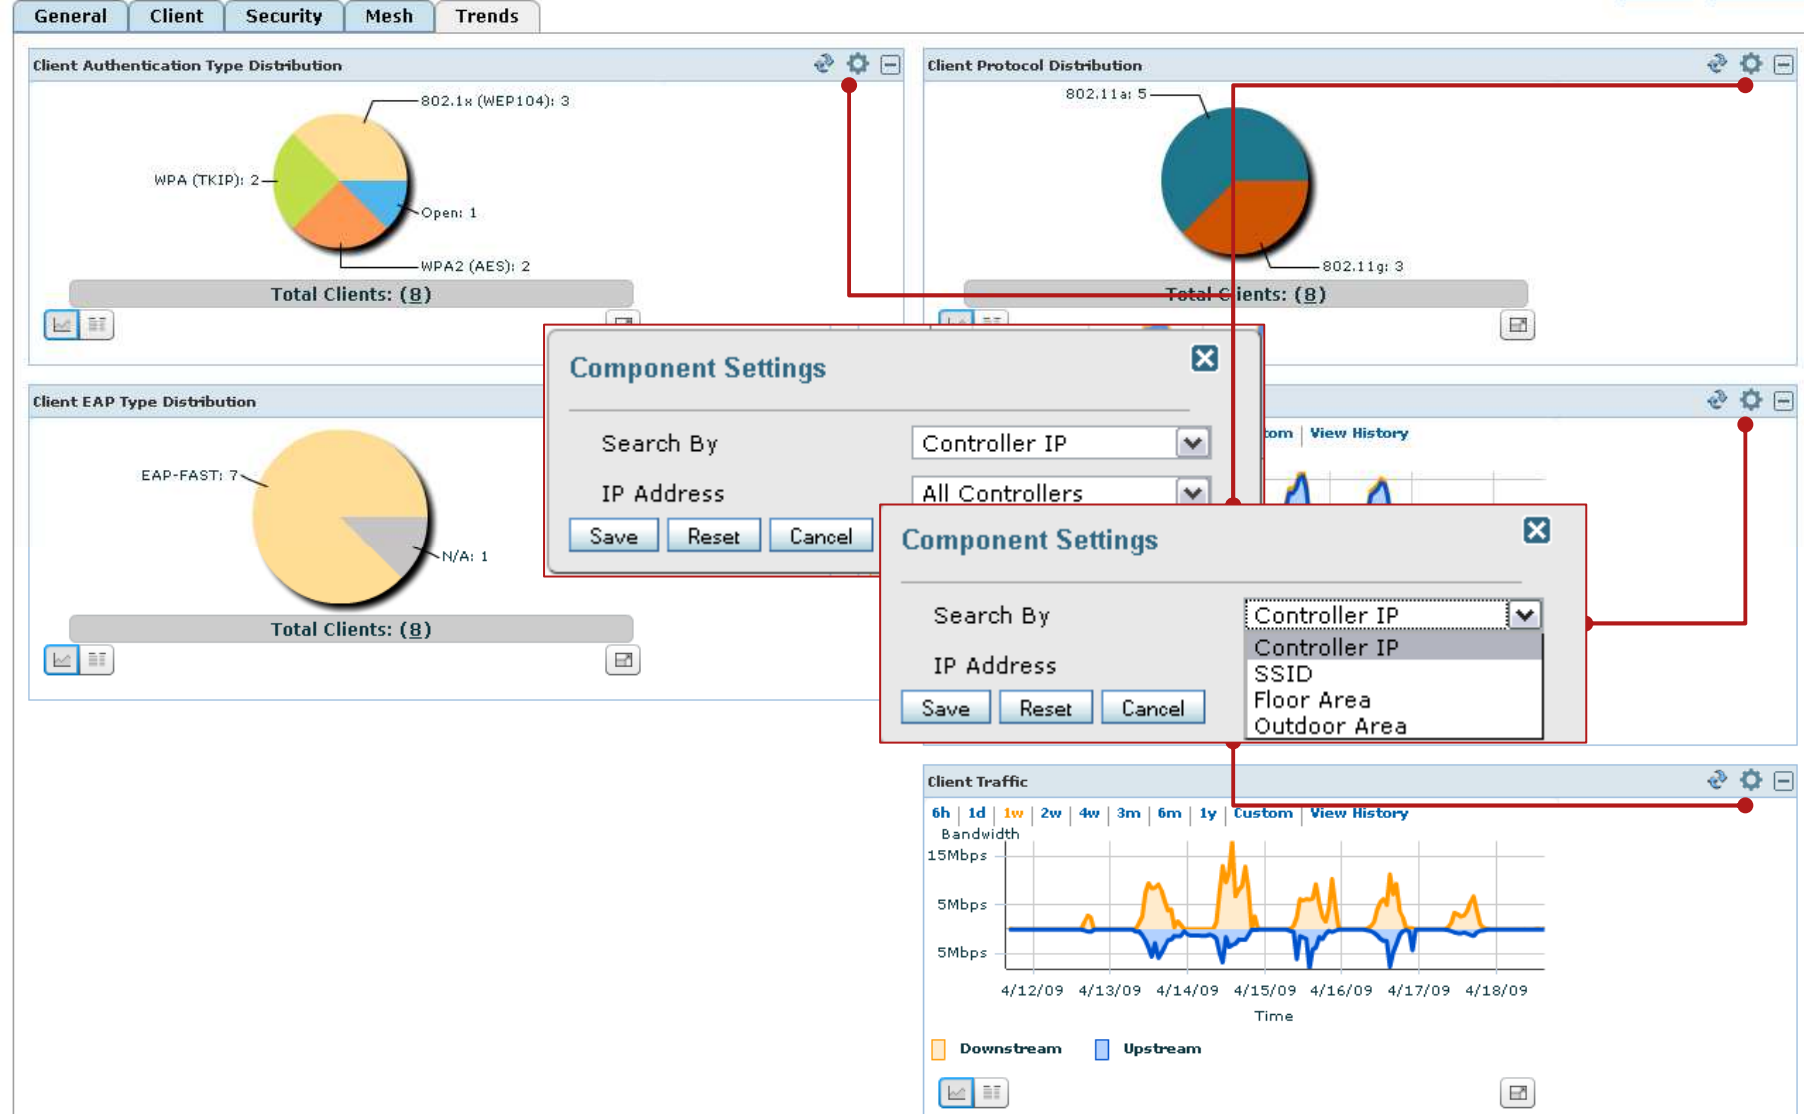 General Client Security Mesh Trends
Client Authentication Type Distribution
802.1x (WEP104): 3
WPA (TKIP): 2
Open: 1
WPA2 (AES): 2
Total Clients: (8)
Client Protocol Distribution
802.11a: 5
802.11g: 3
Total Clients: (8)
Client EAP Type Distribution
EAP-FAST: 7
N/A: 1
Total Clients: (8)
Component Settings
Search By Controller IP
IP Address All Controllers
Save Reset Cancel
View History
Component Settings
Search By Controller IP
Controller IP
SSID
IP Address
Floor Area
Outdoor Area
Save Reset Cancel
Client Traffic
6h | 1d | 1w | 2w | 4w | 3m | 6m | 1y | Custom | View History
Bandwidth
15Mbps
5Mbps
5Mbps
4/12/09 4/13/09 4/14/09 4/15/09 4/16/09 4/17/09 4/18/09
Time
Downstream Upstream